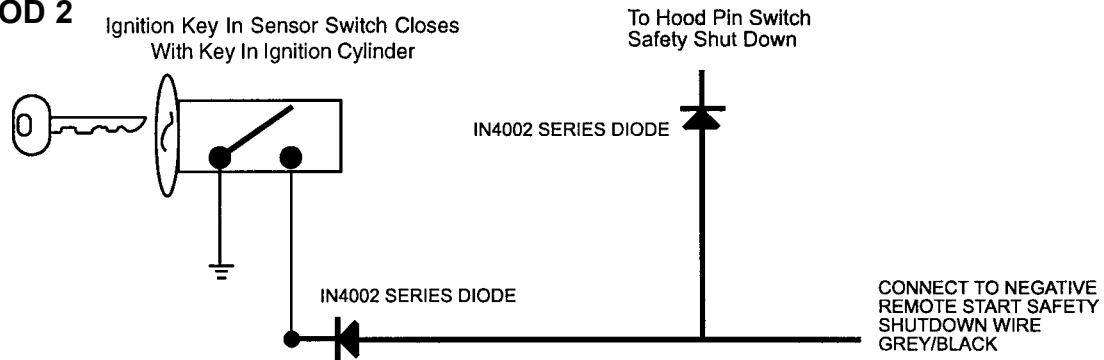 OD 2
Ignition Key In Sensor Switch Closes
With Key In Ignition Cylinder
To Hood Pin Switch
Safety Shut Down
IN4002 SERIES DIODE
IN4002 SERIES DIODE
CONNECT TO NEGATIVE
REMOTE START SAFETY
SHUTDOWN WIRE
GREY/BLACK